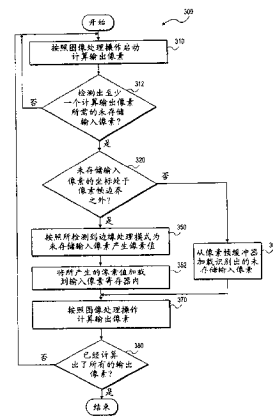 开始
309
310
按照图像处理操作启动
计算输出像素
312
检测出至少
一个计算输出像素
所需的未存储
输入像素?
否
是
320
未存储输入
像素的坐标处于
像素帧边界
之外?
否
是
350
按照所检测到边缘处理模式为
未存储输入像素产生像素值
从像素帧缓冲器
加载识别出的未
存储输入像素
将所产生的像素值加载
到输入像素寄存器内
370
按照图像处理操作
计算输出像素
380
已经计算
出了所有的输出
像素?
否
是
结束